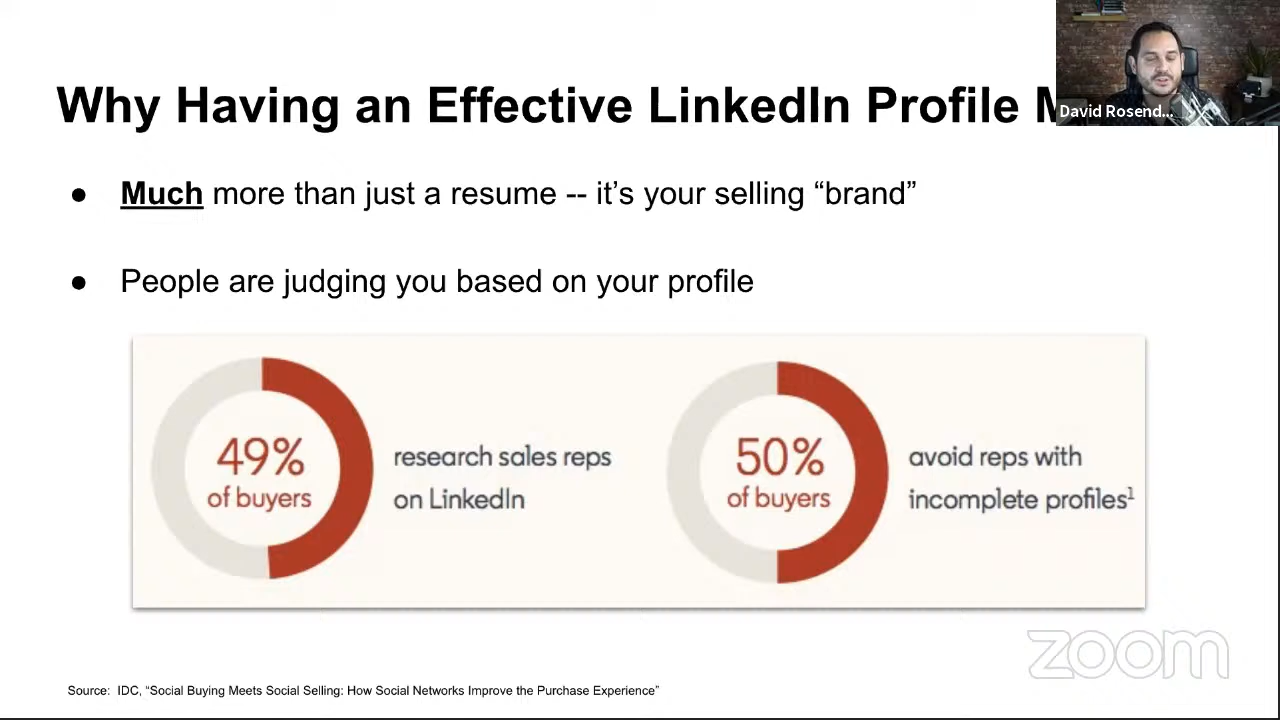 Why Having an Effective LinkedIn Profile
David Rosend...
● Much more than just a resume -- it’s your selling “brand”
● People are judging you based on your profile
49%
of buyers
research sales reps
on LinkedIn
50%
of buyers
avoid reps with
incomplete profiles¹
zoom
Source: IDC, “Social Buying Meets Social Selling: How Social Networks Improve the Purchase Experience”